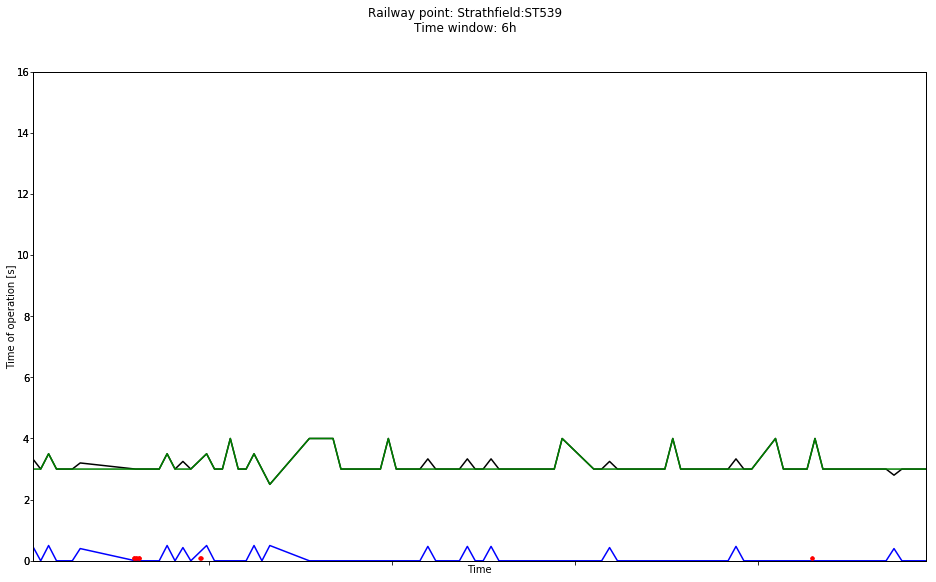 Railway point: Strathfield:ST539
Time window: 6h
16
14
12
10
8
6
4
2
0
Time of operation [s]
Time